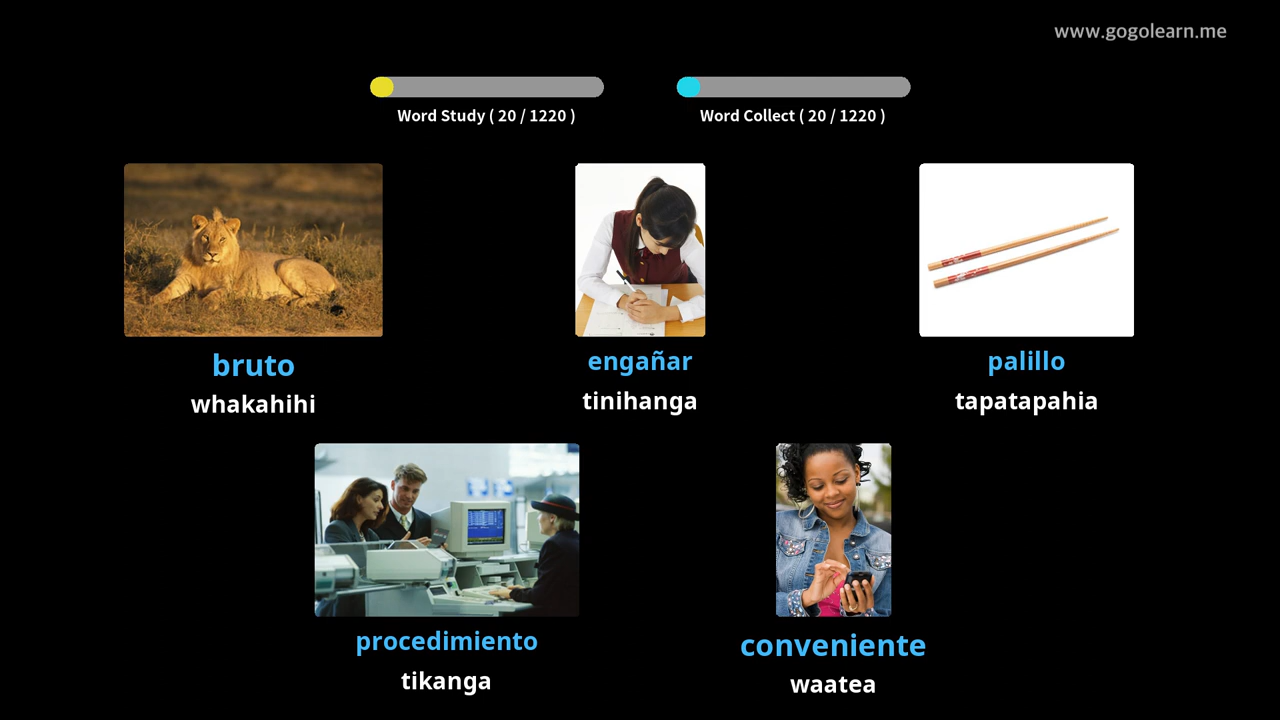 www.gogolearn.me
Word Study ( 20 / 1220 )
Word Collect ( 20 / 1220 )
bruto
whakahihi
engañar
tinihanga
palillo
tapatapahia
procedimiento
tikanga
conveniente
waatea